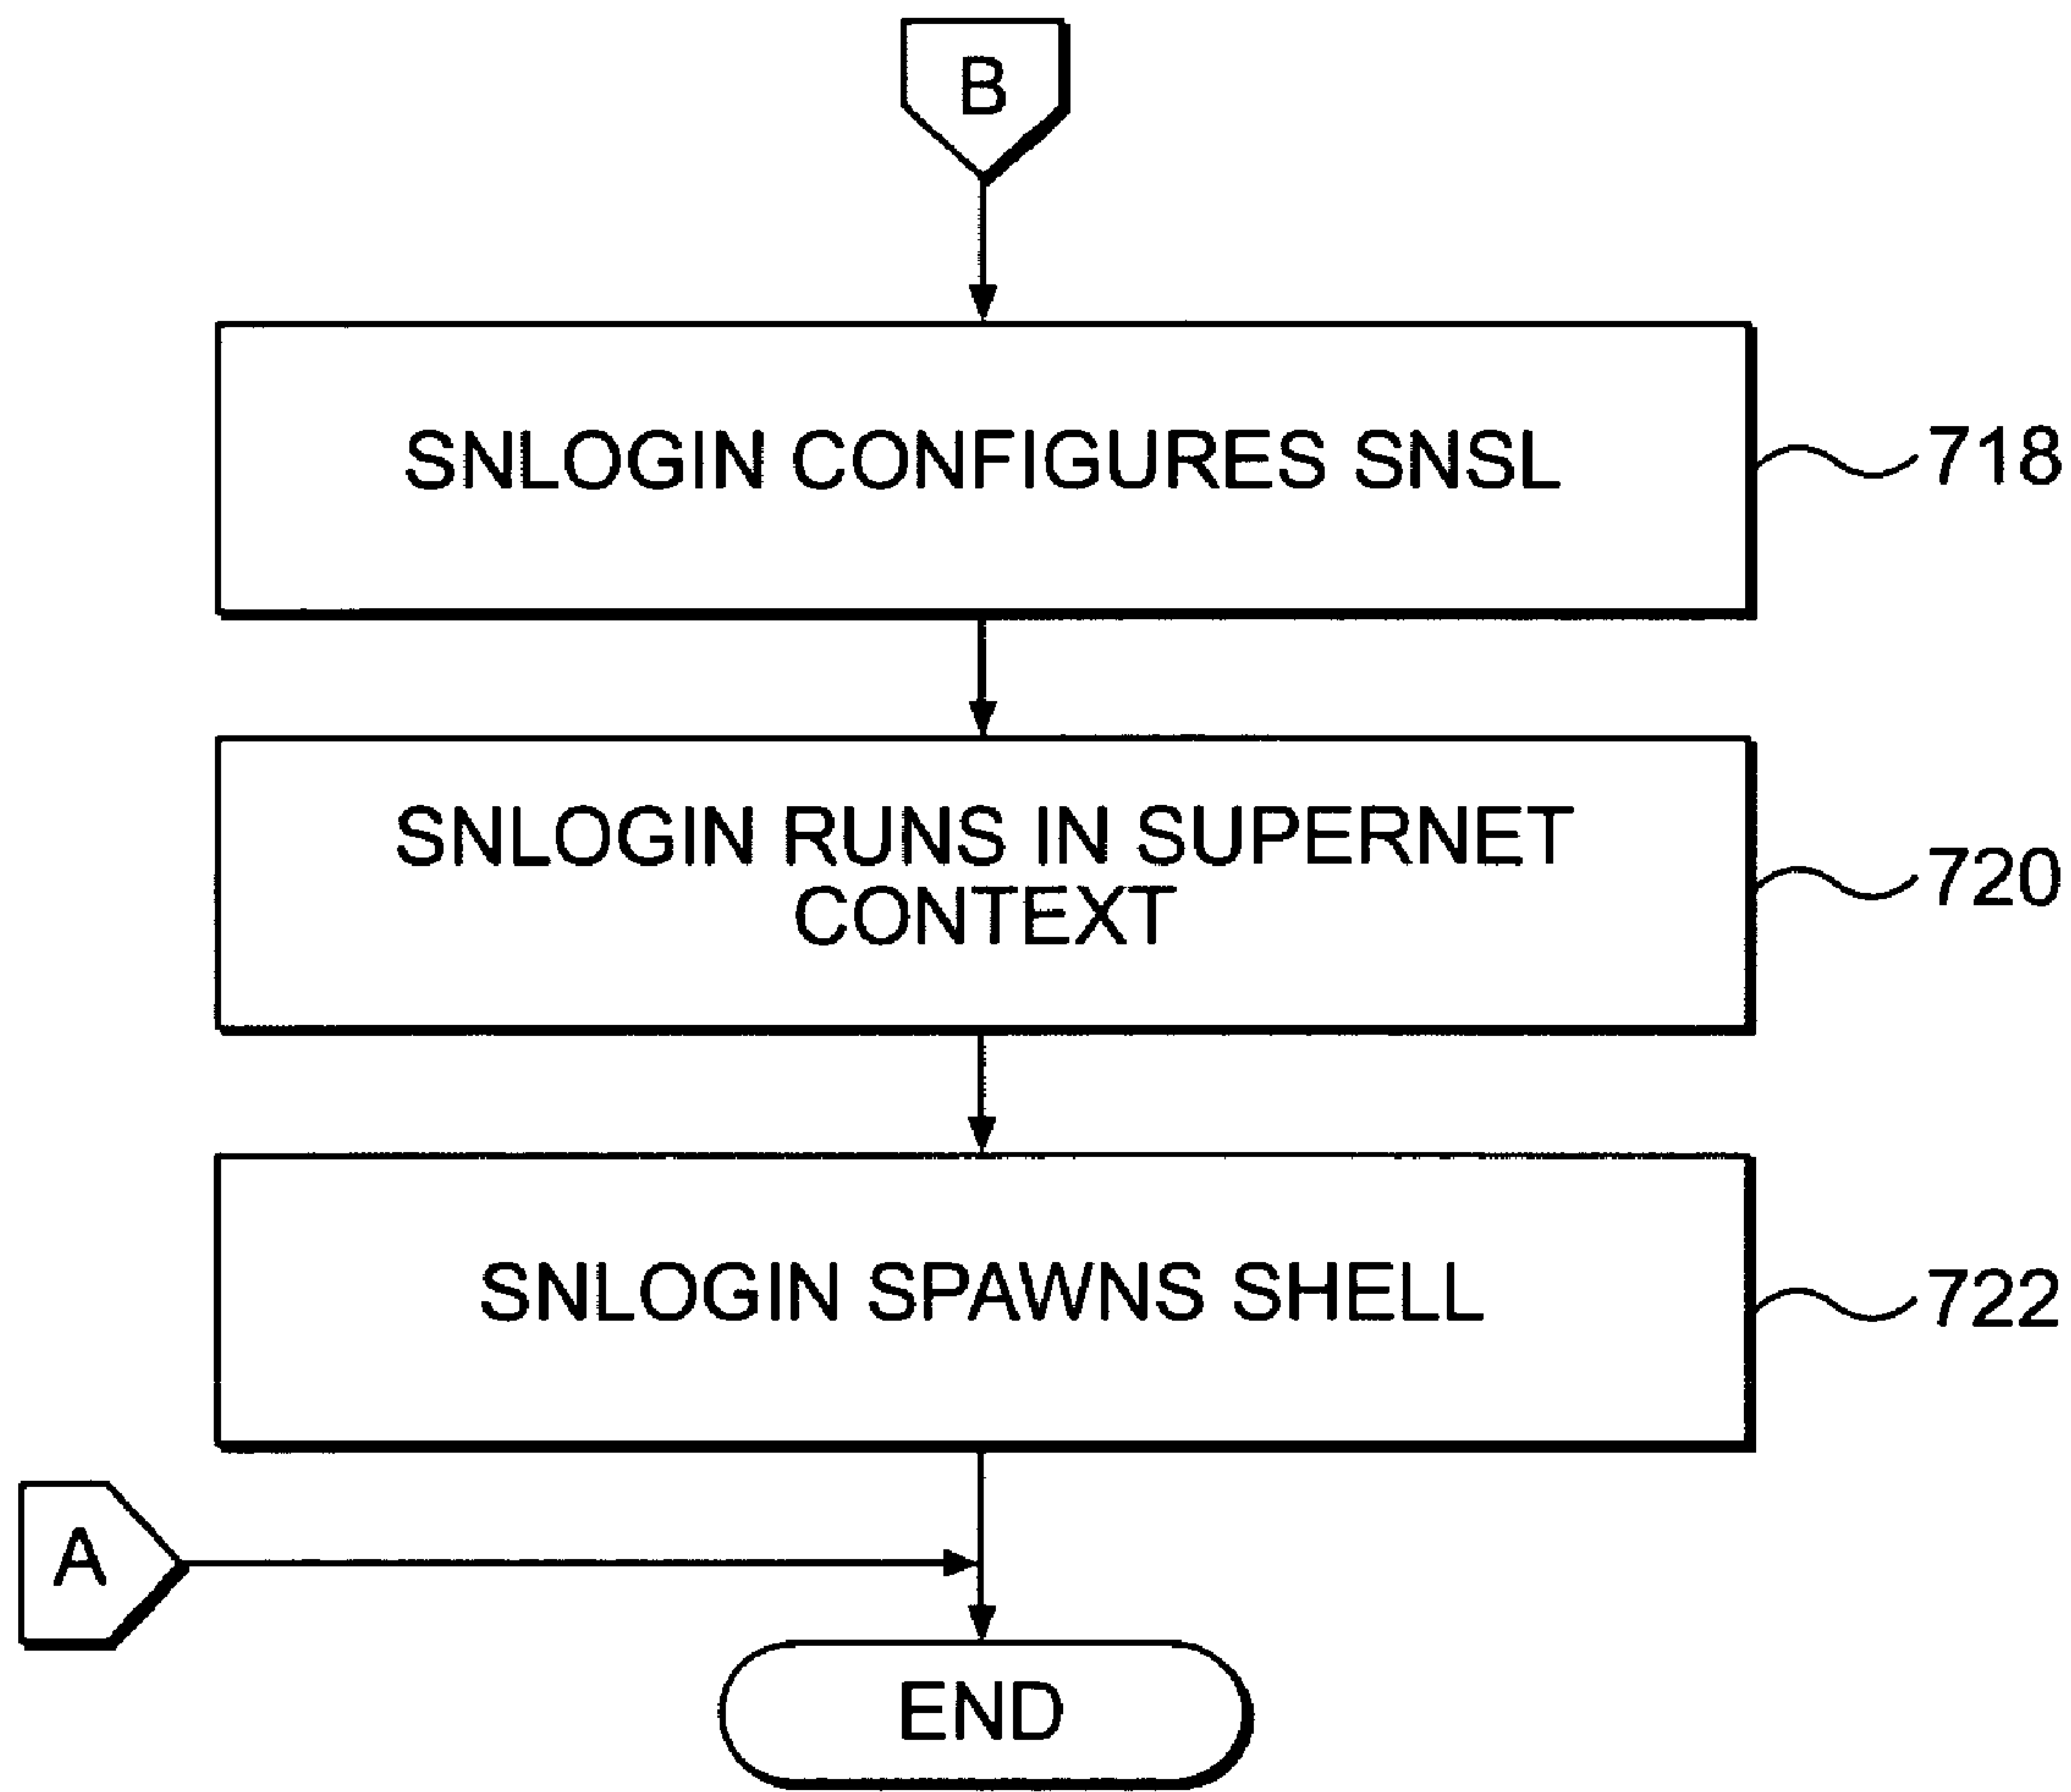 B
SNLOGIN CONFIGURES SNSL
718
SNLOGIN RUNS IN SUPERNET
CONTEXT
720
SNLOGIN SPAWNS SHELL
722
A
END